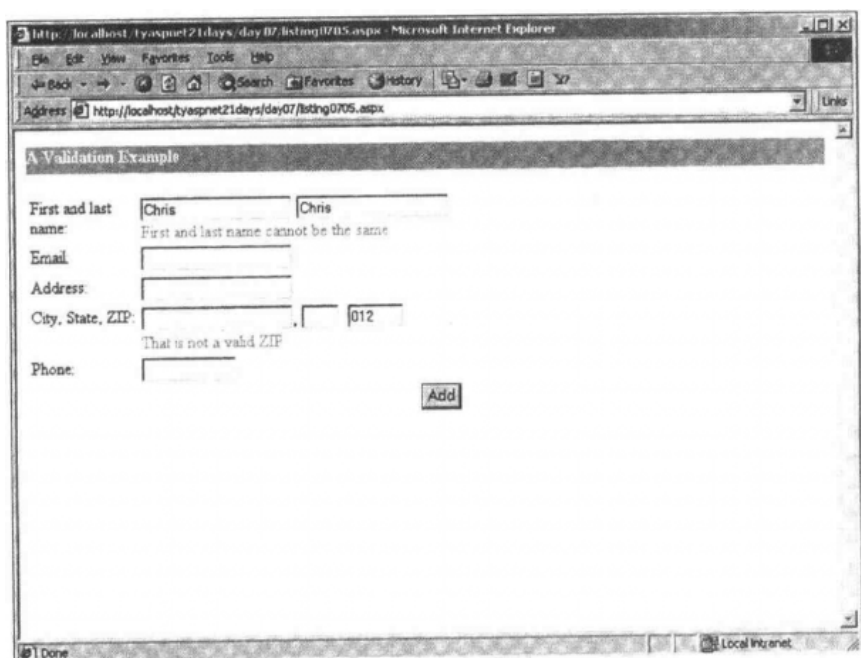 http://localhost/tyaspnet21days/day07/listing0705.aspx - Microsoft Internet Explorer
File Edit View Favorites Tools Help
Back Search Favorites History
Address http://localhost/tyaspnet21days/day07/listing0705.aspx Links
A Validation Example
First and last name: Chris Chris
First and last name cannot be the same
Email:
Address:
City, State, ZIP: , 012
That is not a valid ZIP
Phone:
Add
Done Local intranet